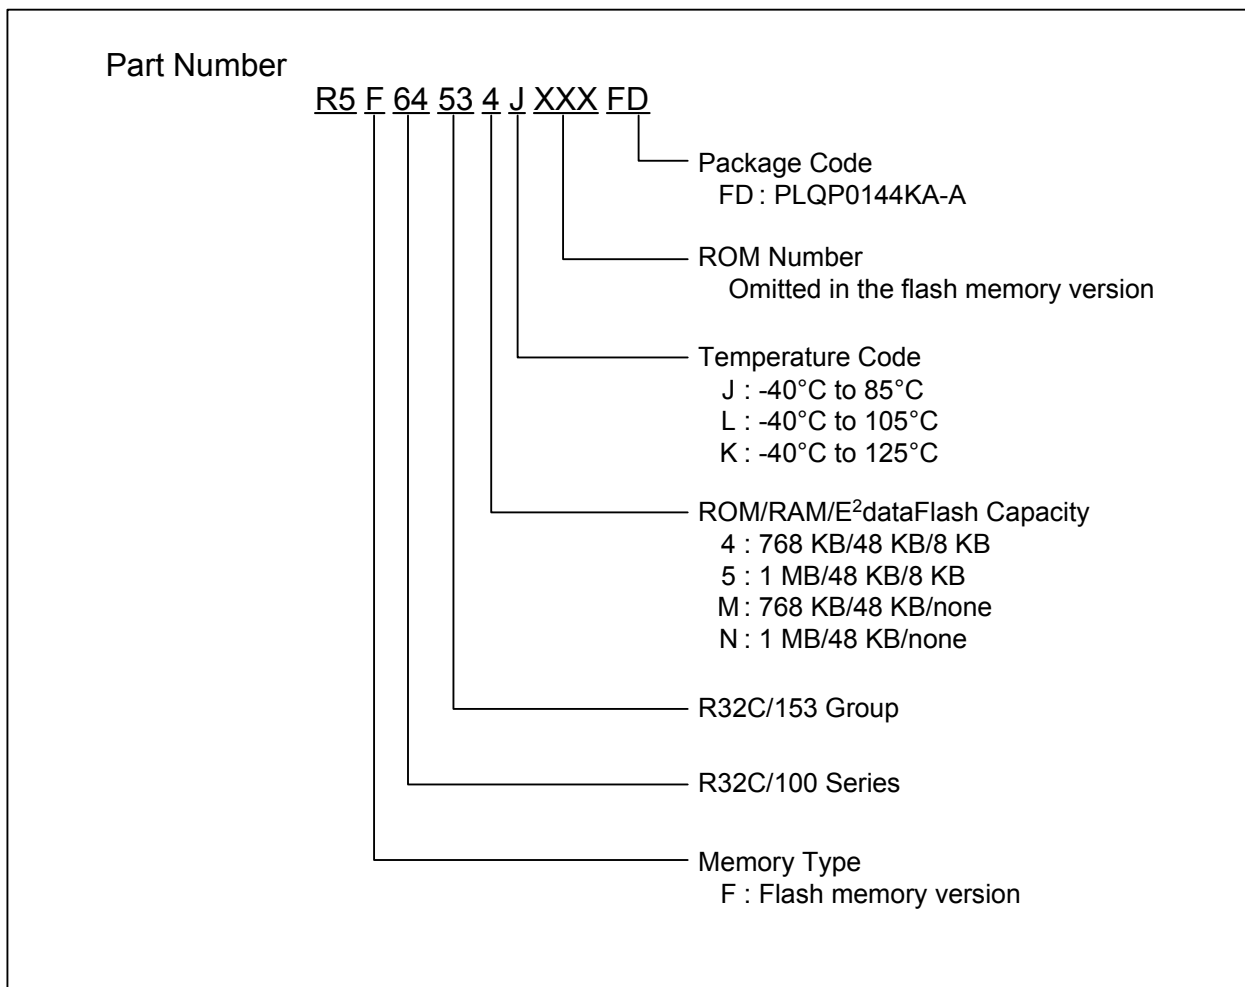 Part Number
R5 F 64 53 4 J XXX FD
Package Code
FD : PLQP0144KA-A
ROM Number
Omitted in the flash memory version
Temperature Code
J : -40°C to 85°C
L : -40°C to 105°C
K : -40°C to 125°C
ROM/RAM/E²dataFlash Capacity
4 : 768 KB/48 KB/8 KB
5 : 1 MB/48 KB/8 KB
M : 768 KB/48 KB/none
N : 1 MB/48 KB/none
R32C/153 Group
R32C/100 Series
Memory Type
F : Flash memory version